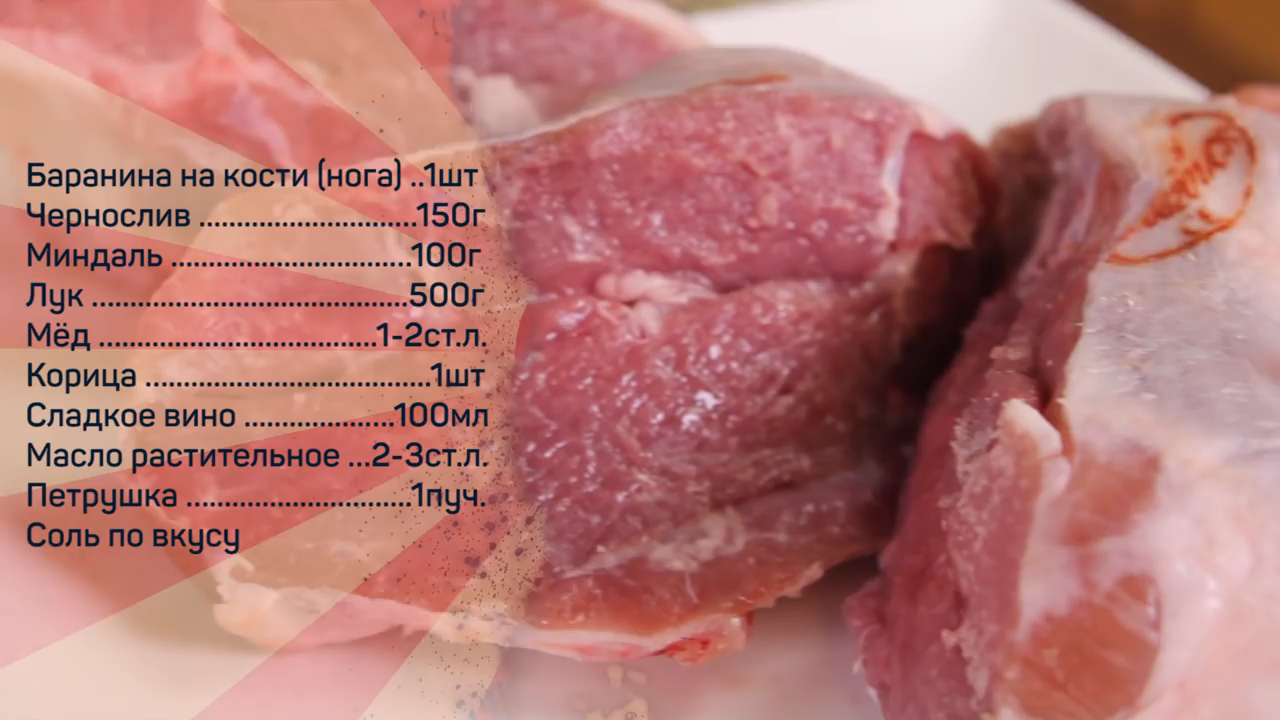 Баранина на кости (нога) ..1шт
Чернослив ............................150г
Миндаль ...............................100г
Лук .........................................500г
Мёд ....................................1-2ст.л.
Корица .....................................1шт
Сладкое вино ....................100мл
Масло растительное ...2-3ст.л.
Петрушка .............................1пуч.
Соль по вкусу